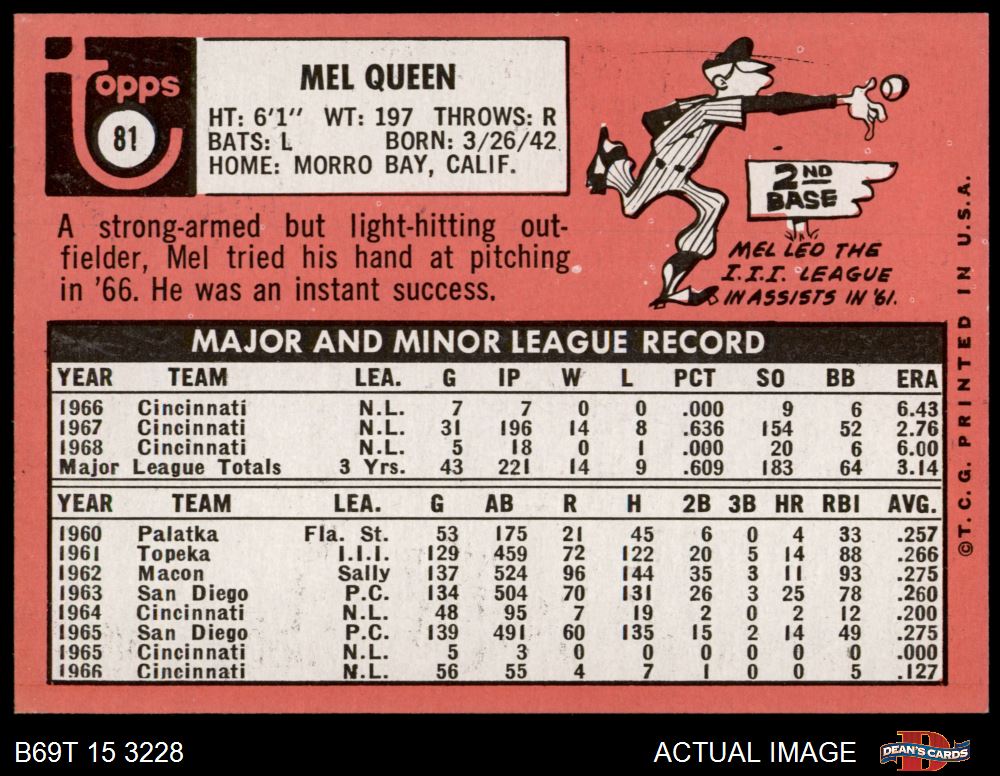 Topps
81
MEL QUEEN
HT: 6'1" WT: 197 THROWS: R
BATS: L BORN: 3/26/42
HOME: MORRO BAY, CALIF.
A strong-armed but light-hitting out-
fielder, Mel tried his hand at pitching
in '66. He was an instant success.
2ND
BASE
MEL LED THE
I.I.I. LEAGUE
IN ASSISTS IN '61.
MAJOR AND MINOR LEAGUE RECORD
YEAR TEAM LEA. G IP W L PCT SO BB ERA
1966 Cincinnati N.L. 7 7 0 0 .000 9 6 6.43
1967 Cincinnati N.L. 31 196 14 8 .636 154 52 2.76
1968 Cincinnati N.L. 5 18 0 1 .000 20 6 6.00
Major League Totals 3 Yrs. 43 221 14 9 .609 183 64 3.14
YEAR TEAM LEA. G AB R H 2B 3B HR RBI AVG.
1960 Palatka Fla. St. 53 175 21 45 6 0 4 33 .257
1961 Topeka I.I.I. 129 459 72 122 20 5 14 88 .266
1962 Macon Sally 137 524 96 144 35 3 11 93 .275
1963 San Diego P.C. 134 504 70 131 26 3 25 78 .260
1964 Cincinnati N.L. 48 95 7 19 2 0 2 12 .200
1965 San Diego P.C. 139 491 60 135 15 2 14 49 .275
1965 Cincinnati N.L. 5 3 0 0 0 0 0 0 .000
1966 Cincinnati N.L. 56 55 4 7 1 0 0 5 .127
©T.C.G. PRINTED IN U.S.A.
B69T 15 3228
ACTUAL IMAGE
DEAN'S CARDS